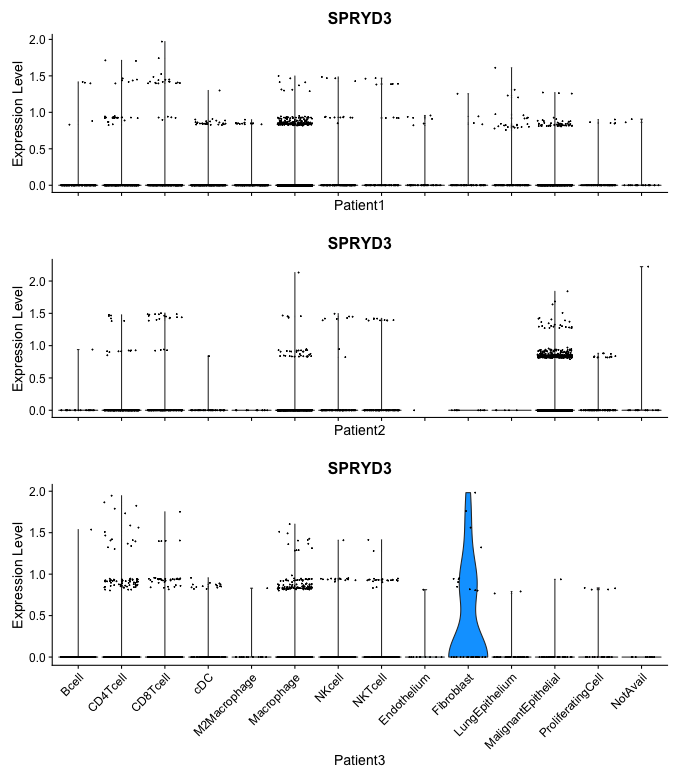 SPRYD3
Expression Level
2.0
1.5
1.0
0.5
0.0
Patient1
SPRYD3
Expression Level
2.0
1.5
1.0
0.5
0.0
Patient2
SPRYD3
Expression Level
2.0
1.5
1.0
0.5
0.0
Bcell
CD4Tcell
CD8Tcell
cDC
M2Macrophage
Macrophage
NKcell
NKTcell
Endothelium
Fibroblast
LungEpithelium
MalignantEpithelial
ProliferatingCell
NotAvail
Patient3